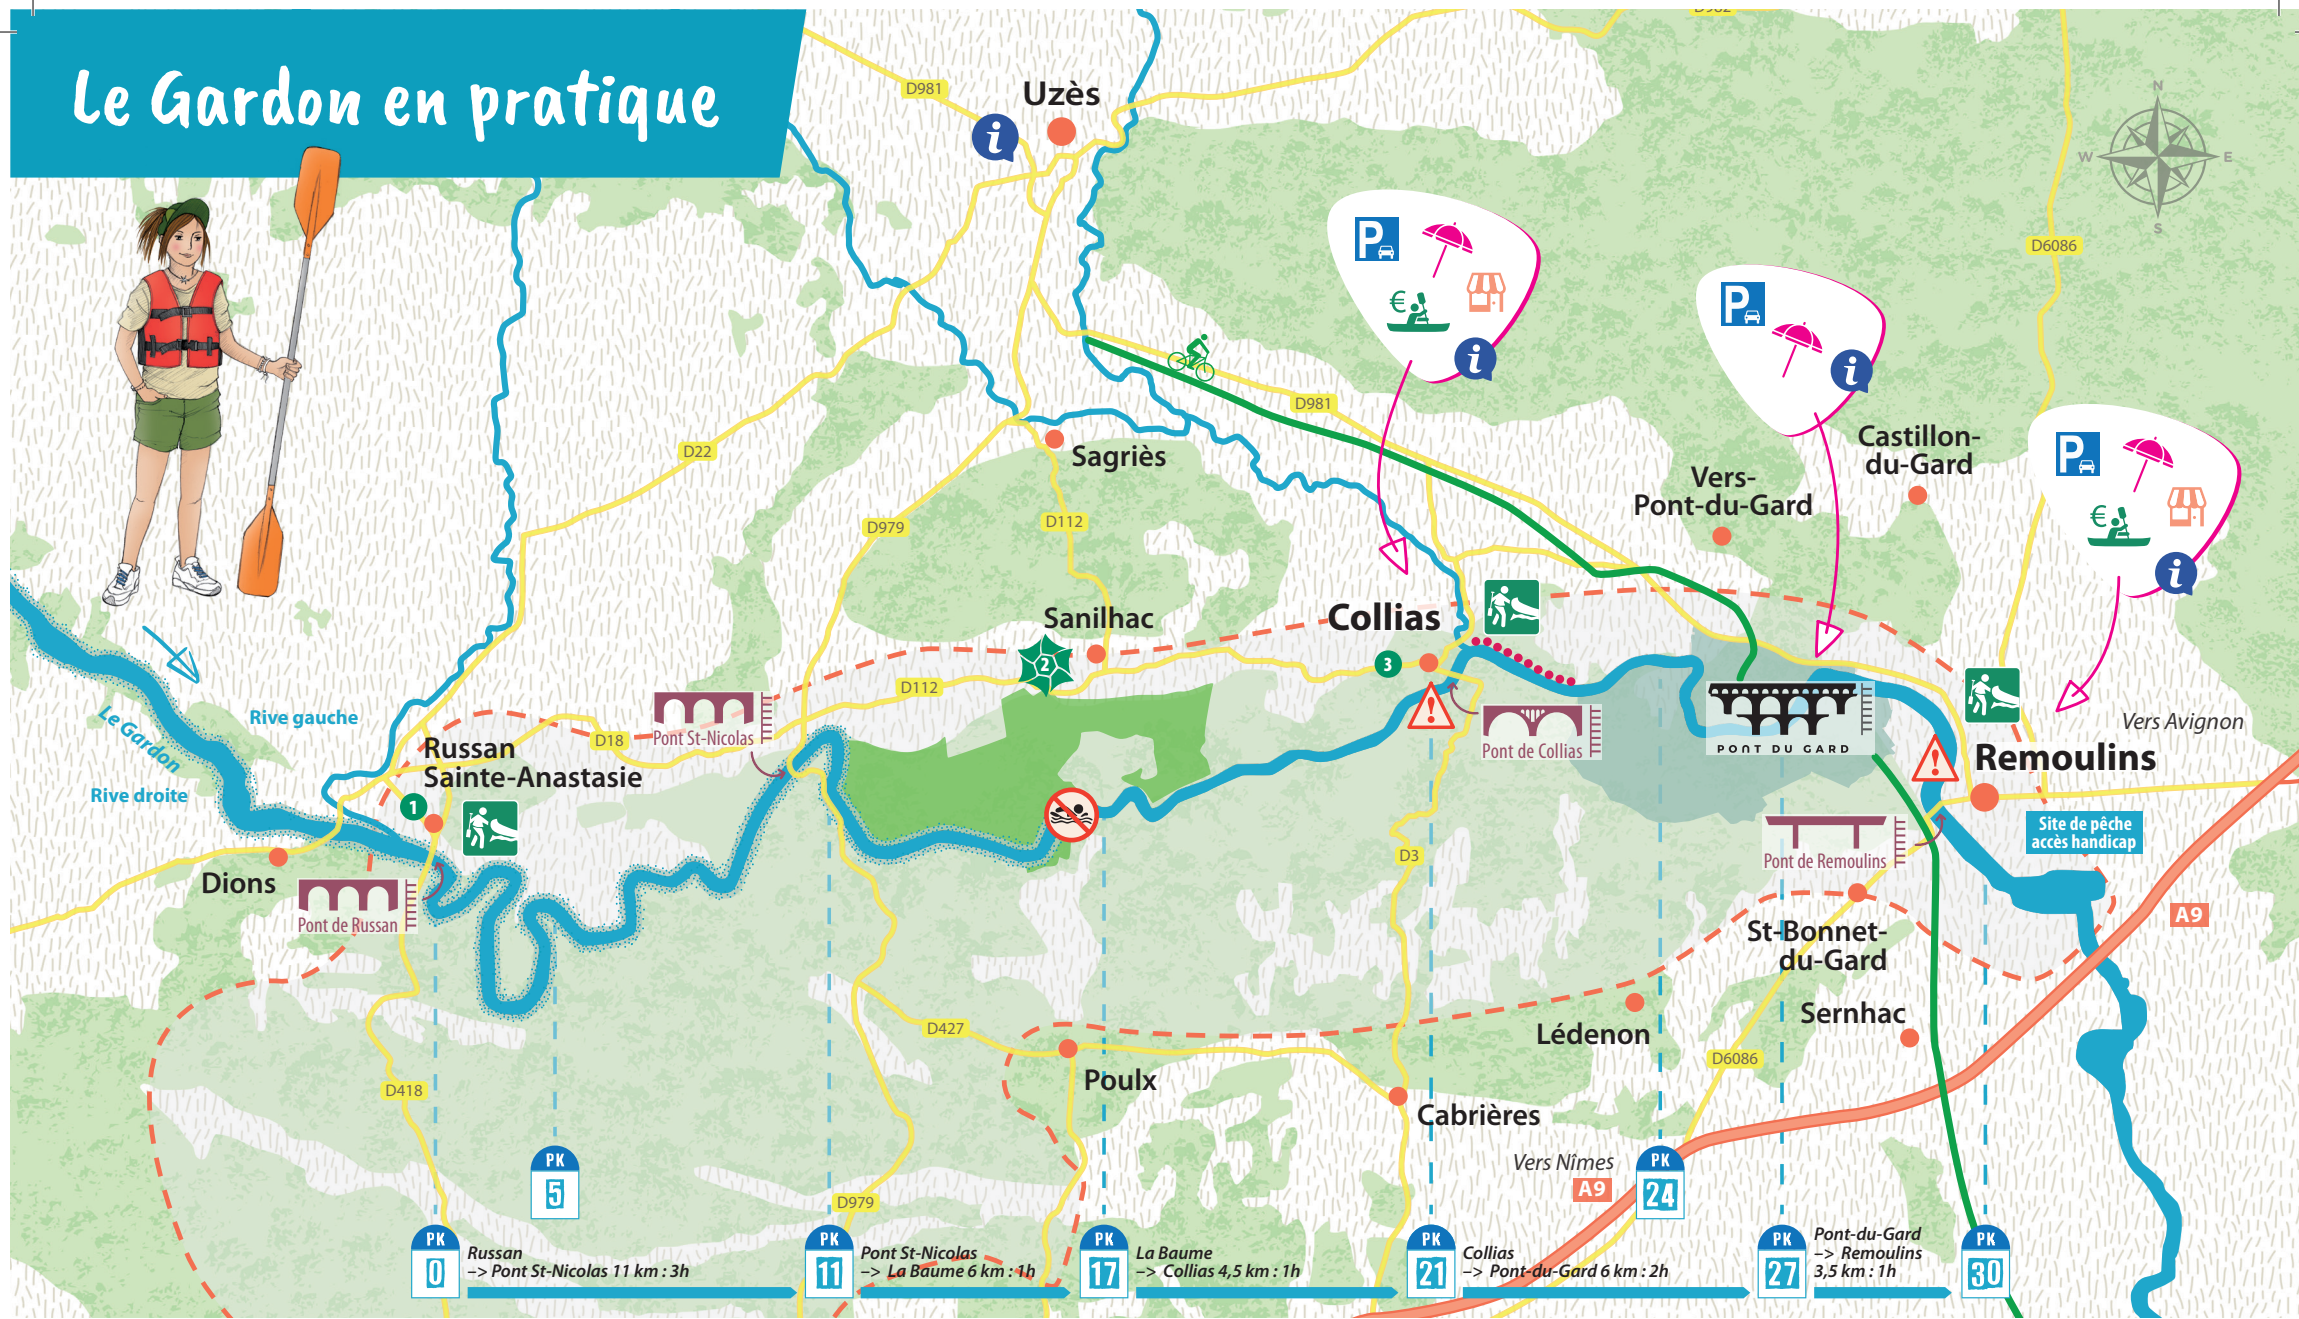 Le Gardon en pratique
D982
D981
Uzès
i
N
W
E
S
D6086
P
€
i
P
i
D981
D22
Sagriès
D979
D112
Castillon-
du-Gard
Vers-
Pont-du-Gard
P
€
i
Sanilhac
2
Collias
3
D112
Pont St-Nicolas
D18
Rive gauche
Le Gardon
Rive droite
Russan
Sainte-Anastasie
1
Dions
Pont de Russan
Pont de Collias
PONT DU GARD
Vers Avignon
Remoulins
Site de pêche
accès handicap
Pont de Remoulins
D3
A9
St-Bonnet-
du-Gard
Lédenon
Sernhac
D427
D6086
Poulx
D418
Cabrières
Vers Nîmes
A9
D979
PK
5
PK
24
PK
0
Russan
–> Pont St-Nicolas 11 km : 3h
PK
11
Pont St-Nicolas
–> La Baume 6 km : 1h
PK
17
La Baume
–> Collias 4,5 km : 1h
PK
21
Collias
–> Pont-du-Gard 6 km : 2h
PK
27
Pont-du-Gard
–> Remoulins
3,5 km : 1h
PK
30